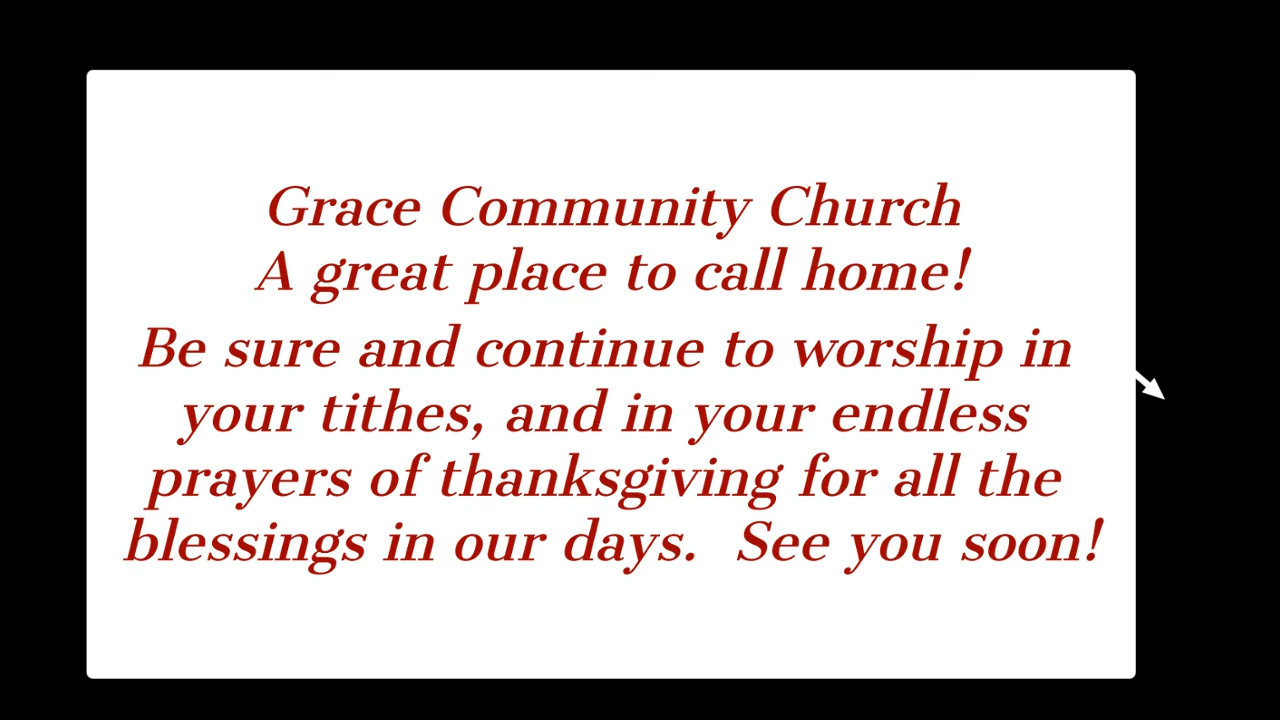 Grace Community Church
A great place to call home!
Be sure and continue to worship in
your tithes, and in your endless
prayers of thanksgiving for all the
blessings in our days.  See you soon!